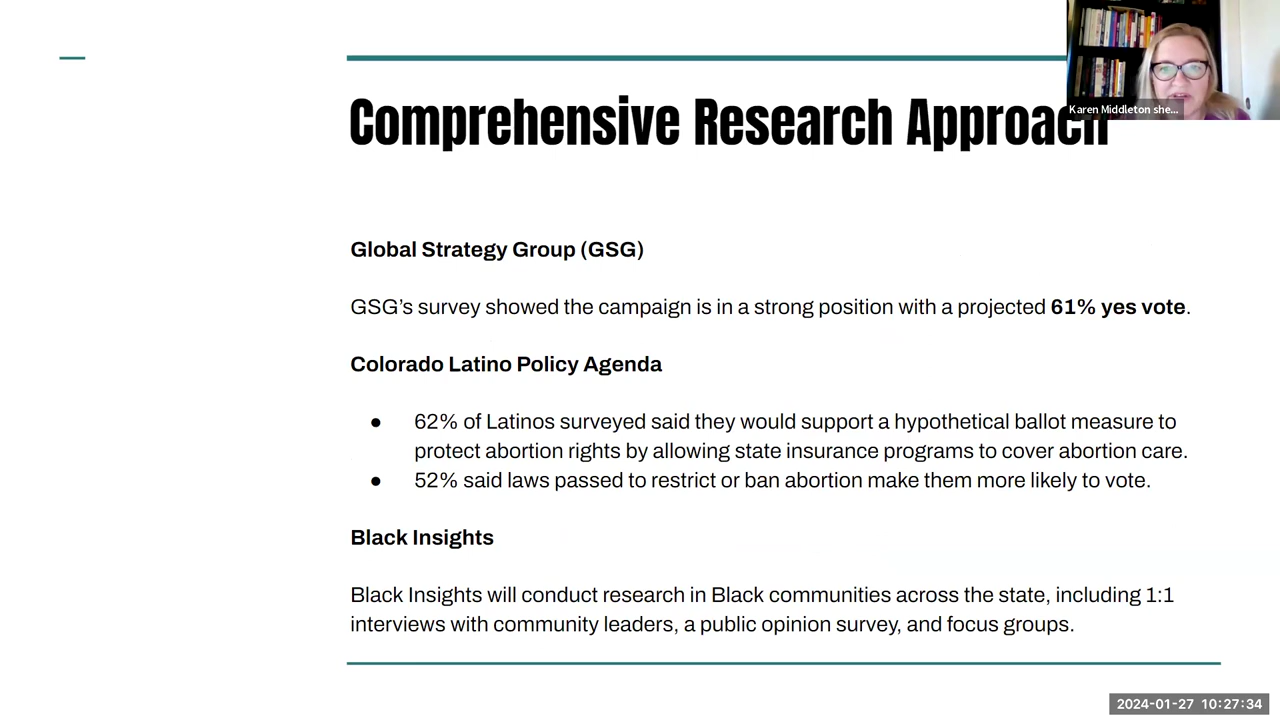 Comprehensive Research Approach
Karen Middleton she...
Global Strategy Group (GSG)
GSG’s survey showed the campaign is in a strong position with a projected 61% yes vote.
Colorado Latino Policy Agenda
● 62% of Latinos surveyed said they would support a hypothetical ballot measure to
protect abortion rights by allowing state insurance programs to cover abortion care.
● 52% said laws passed to restrict or ban abortion make them more likely to vote.
Black Insights
Black Insights will conduct research in Black communities across the state, including 1:1
interviews with community leaders, a public opinion survey, and focus groups.
2024-01-27 10:27:34